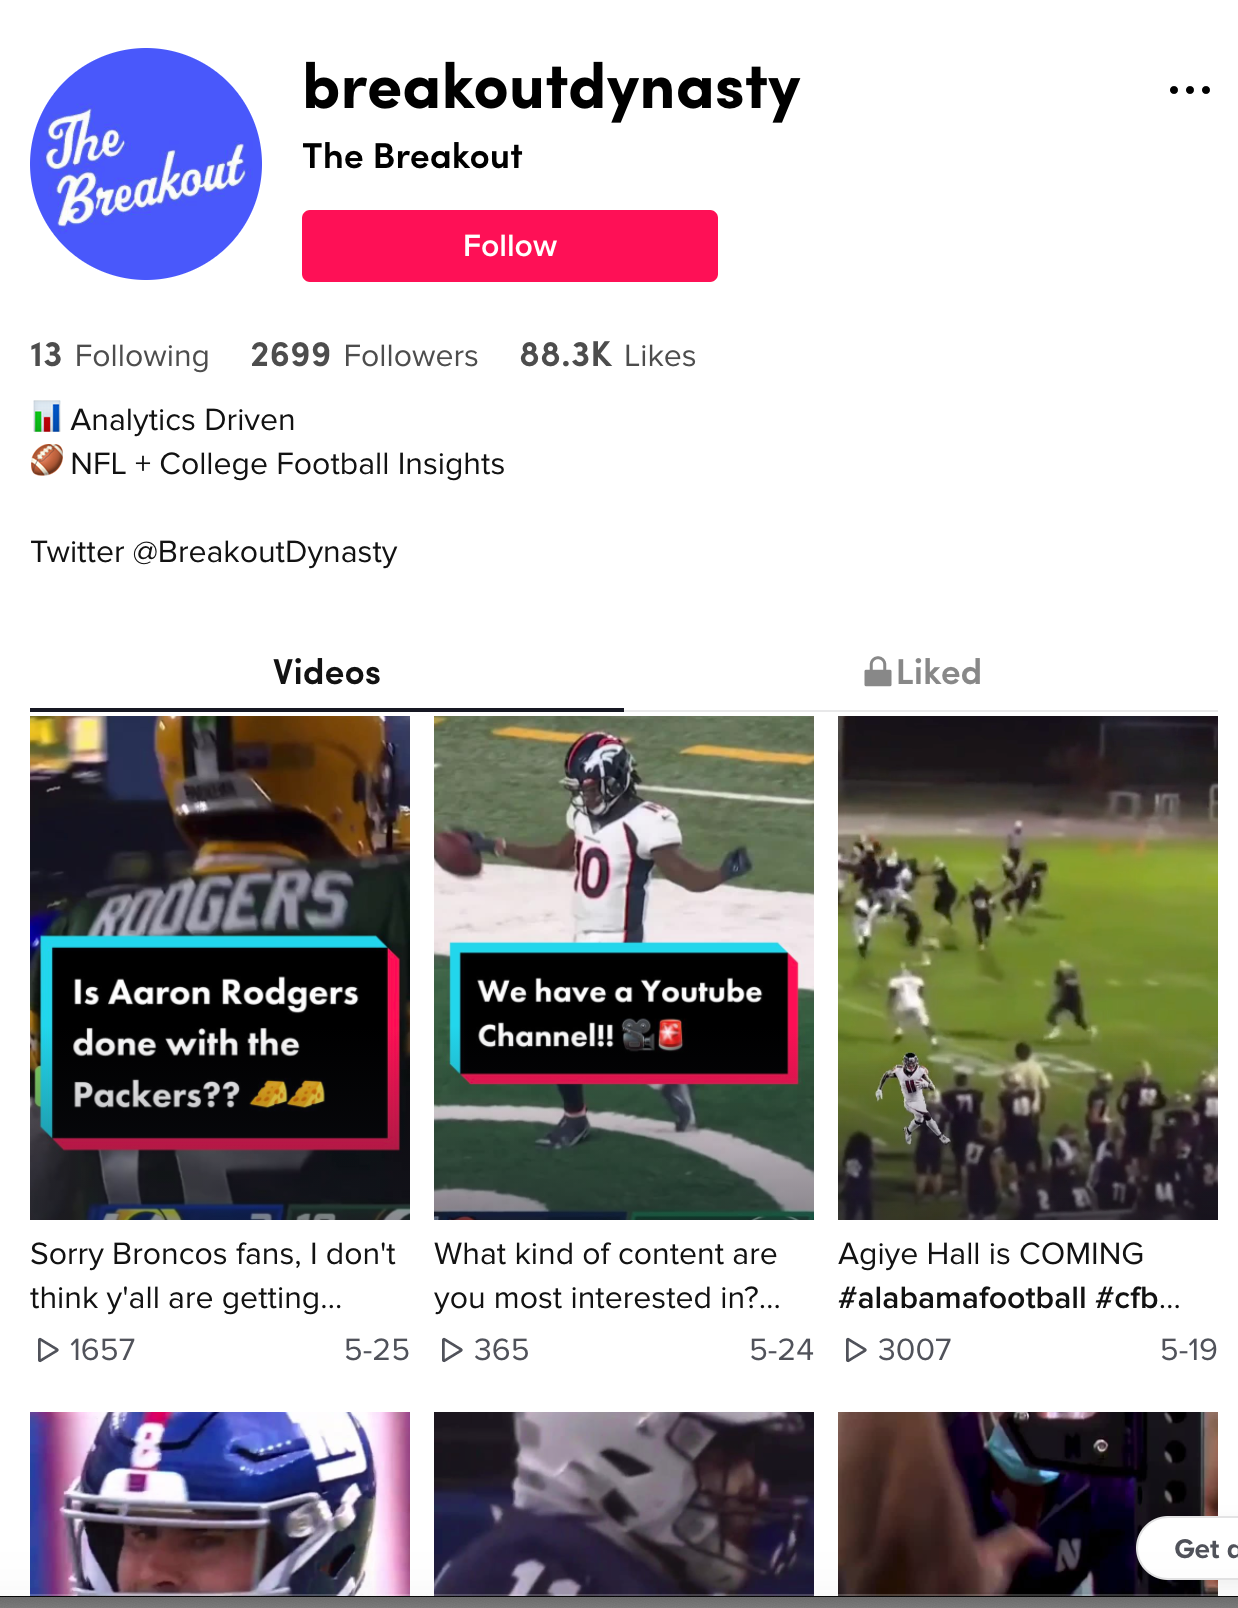 The
Breakout
breakoutdynasty
The Breakout
Follow
13 Following 2699 Followers 88.3K Likes
📊 Analytics Driven
🏈 NFL + College Football Insights
Twitter @BreakoutDynasty
Videos
Liked
RODGERS
Is Aaron Rodgers
done with the
Packers?? 🧀🧀
10
We have a Youtube
Channel!! 🎥🚨
11
Sorry Broncos fans, I don't
think y'all are getting...
1657 5-25
What kind of content are
you most interested in?...
365 5-24
Agiye Hall is COMING
#alabamafootball #cfb...
3007 5-19
8
11
N
Get